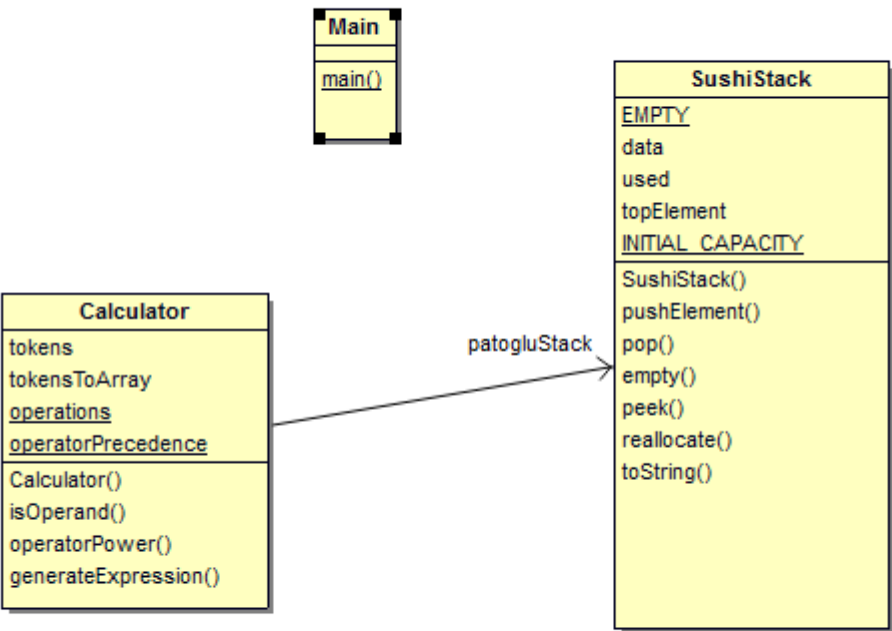 Main
main()
SushiStack
EMPTY
data
used
topElement
INITIAL_CAPACITY
SushiStack()
pushElement()
pop()
empty()
peek()
reallocate()
toString()
patogluStack
Calculator
tokens
tokensToArray
operations
operatorPrecedence
Calculator()
isOperand()
operatorPower()
generateExpression()